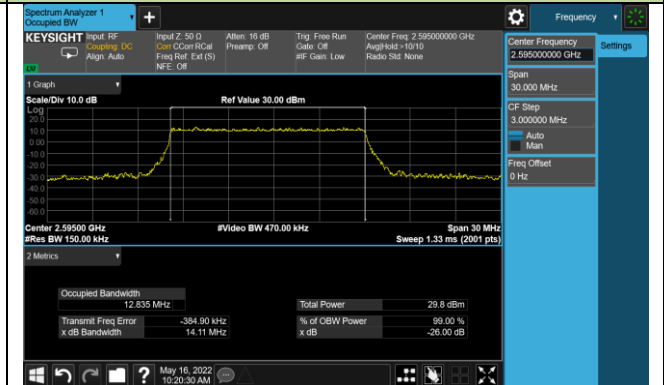 Spectrum Analyzer 1
Occupied BW
+
Frequency
KEYSIGHT
Input: RF
Coupling: DC
Align: Auto
Input Z: 50 Ω
Corr CCorr RCal
Freq Ref: Ext (S)
NFE: Off
Atten: 16 dB
Preamp: Off
Trig: Free Run
Gate: Off
#IF Gain: Low
Center Freq: 2.595000000 GHz
Avg|Hold:>10/10
Radio Std: None
Center Frequency
2.595000000 GHz
Settings
Span
30.000 MHz
CF Step
3.000000 MHz
Auto
Man
Freq Offset
0 Hz
1 Graph
Scale/Div 10.0 dB
Ref Value 30.00 dBm
Log
20.0
10.0
0.00
-10.0
-20.0
-30.0
-40.0
-50.0
-60.0
Center 2.59500 GHz
#Video BW 470.00 kHz
Span 30 MHz
#Res BW 150.00 kHz
Sweep 1.33 ms (2001 pts)
2 Metrics
Occupied Bandwidth
12.835 MHz
Total Power
29.8 dBm
Transmit Freq Error
-384.90 kHz
% of OBW Power
99.00 %
x dB Bandwidth
14.11 MHz
x dB
-26.00 dB
?
May 16, 2022
10:20:30 AM